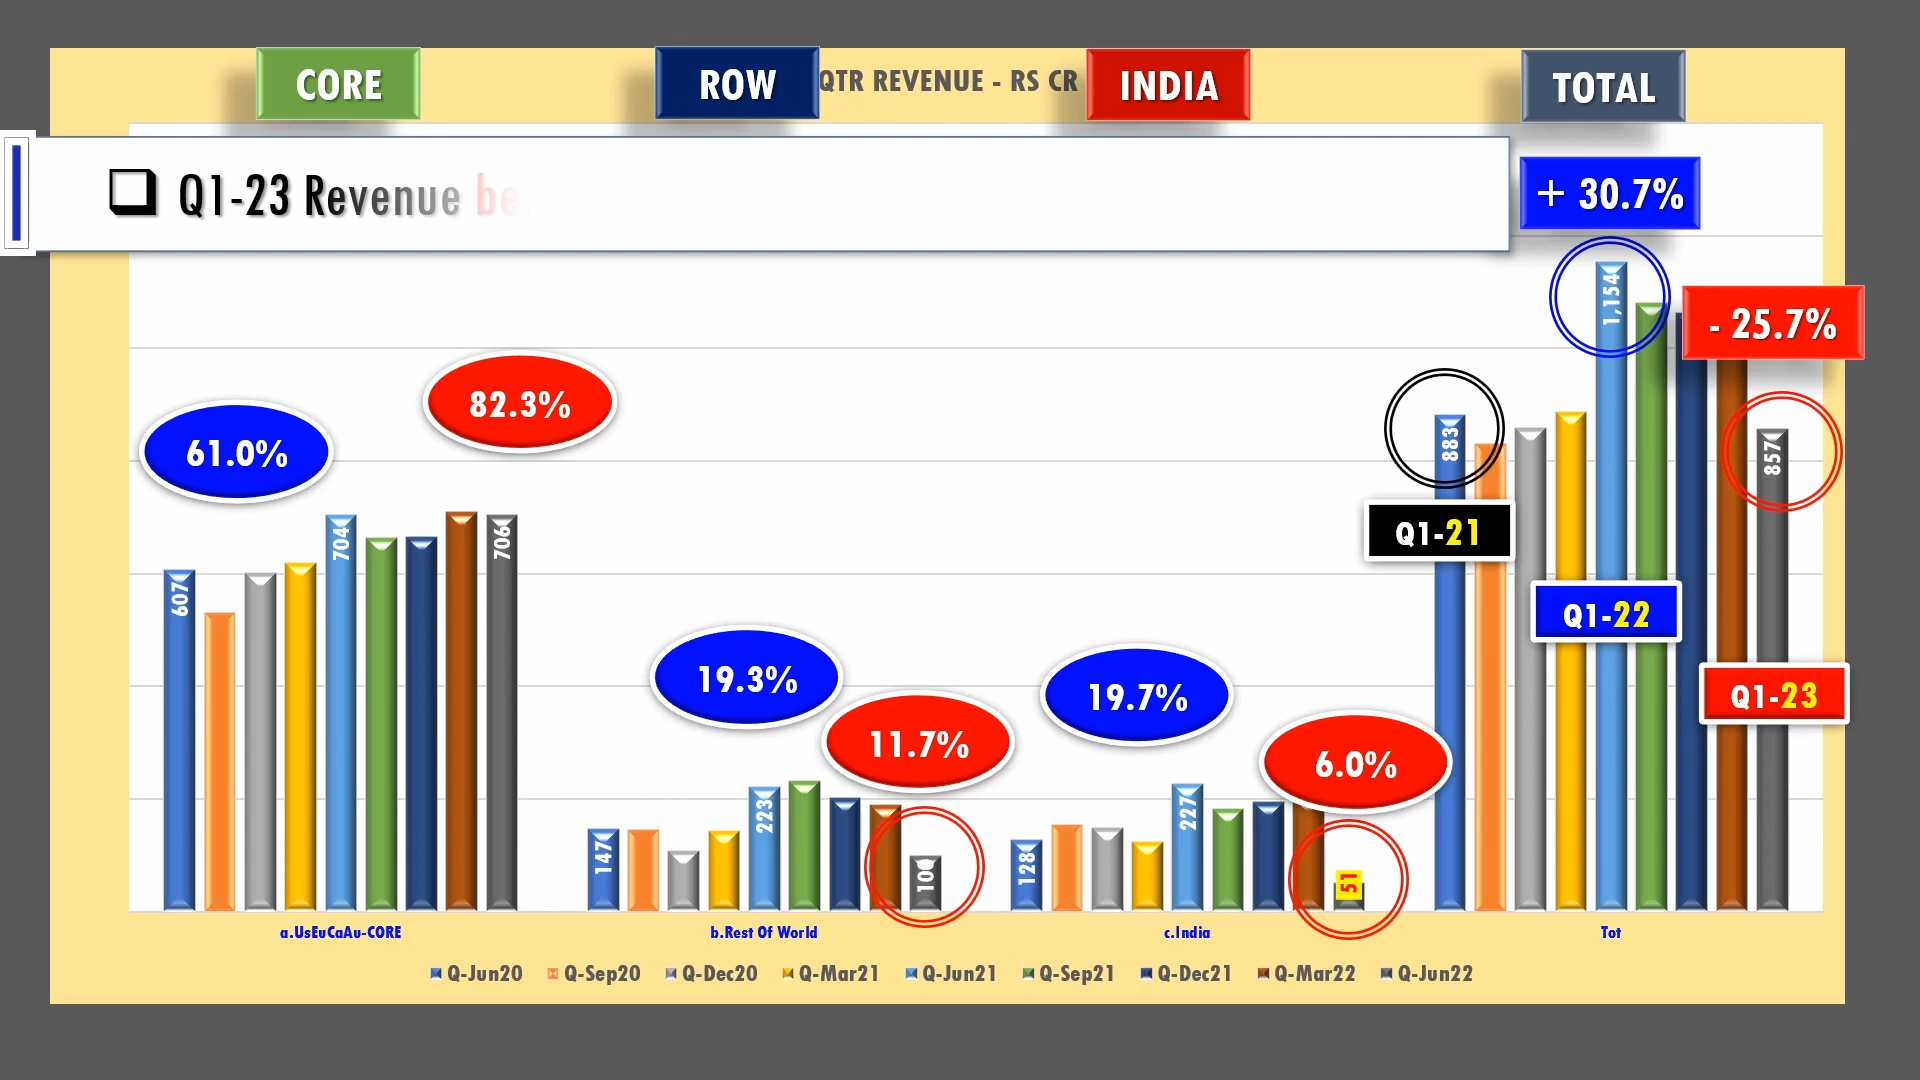 CORE
ROW
QTR REVENUE - RS CR
INDIA
TOTAL
Q1-23 Revenue be
+ 30.7%
1,154
- 25.7%
82.3%
61.0%
883
857
Q1-21
607
704
706
Q1-22
19.3%
19.7%
Q1-23
11.7%
6.0%
147
223
100
128
227
51
a.UsEuCaAu-CORE
b.Rest Of World
c.India
Tot
Q-Jun20 Q-Sep20 Q-Dec20 Q-Mar21 Q-Jun21 Q-Sep21 Q-Dec21 Q-Mar22 Q-Jun22